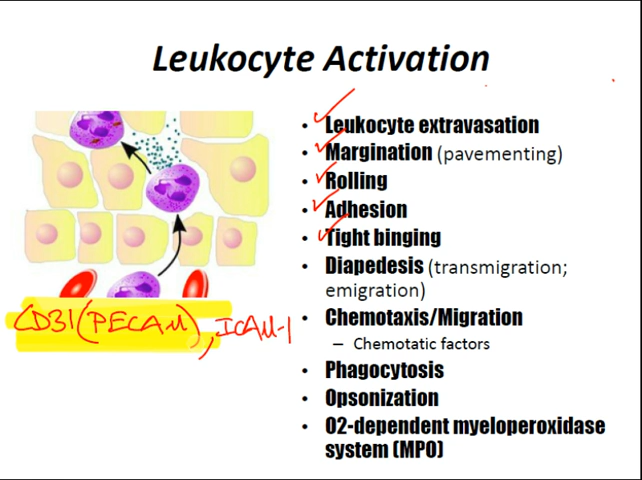 Leukocyte Activation
• Leukocyte extravasation
• Margination (pavementing)
• Rolling
• Adhesion
• Tight binging
• Diapedesis (transmigration;
emigration)
• Chemotaxis/Migration
– Chemotatic factors
• Phagocytosis
• Opsonization
• O2-dependent myeloperoxidase
system (MPO)
CD31(PECAM), ICAM-1